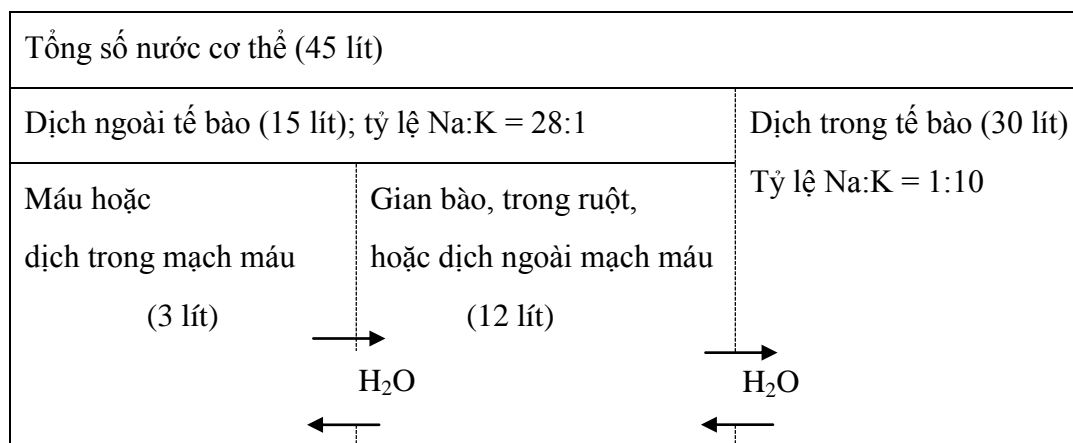 Tổng số nước cơ thể (45 lít)
Dịch ngoài tế bào (15 lít); tỷ lệ Na:K = 28:1
Dịch trong tế bào (30 lít)
Tỷ lệ Na:K = 1:10
Máu hoặc
dịch trong mạch máu
(3 lít)
Gian bào, trong ruột,
hoặc dịch ngoài mạch máu
(12 lít)
H₂O
H₂O